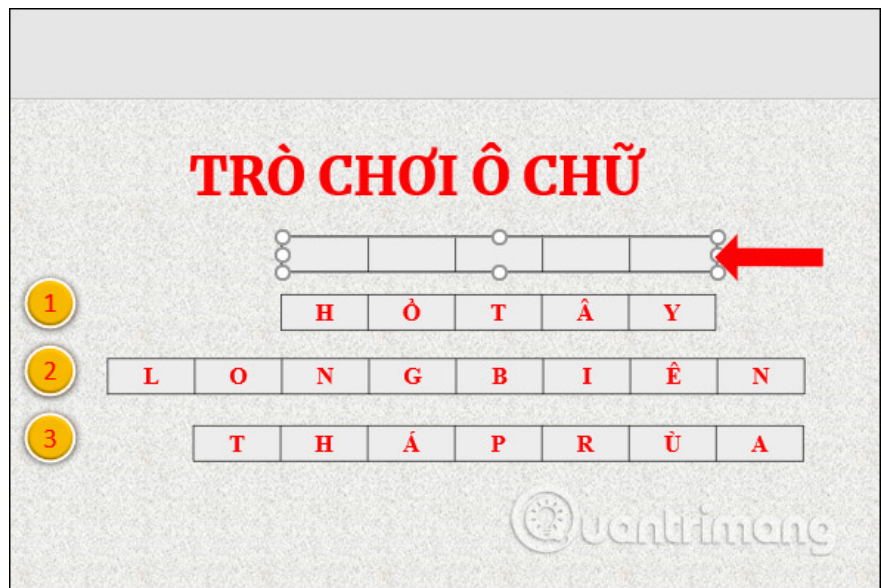 TRÒ CHƠI Ô CHỮ
1 H Ồ T Â Y
2 L O N G B I Ê N
3 T H Á P R Ù A
Quantrimang